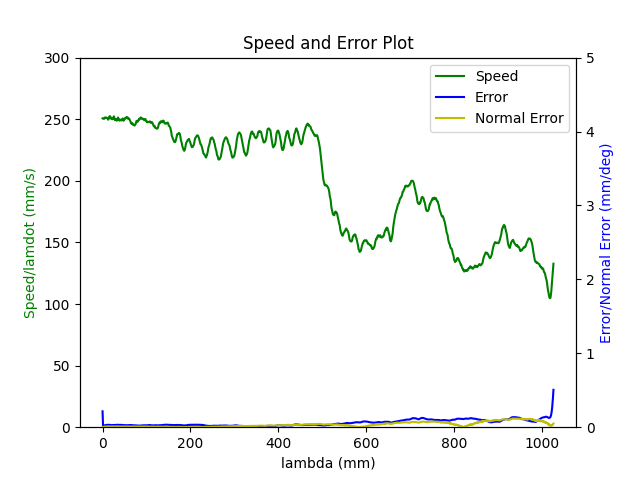 Speed and Error Plot
300
250
200
150
100
50
0
Speed/lamdot (mm/s)
Speed
Error
Normal Error
5
4
3
2
1
0
Error/Normal Error (mm/deg)
0 200 400 600 800 1000
lambda (mm)